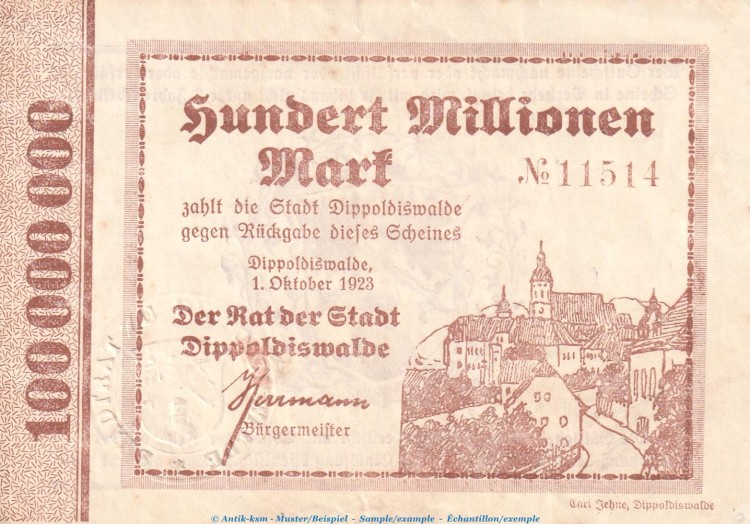 Hundert Millionen
Mark
№ 11514
zahlt die Stadt Dippoldiswalde
gegen Rückgabe dieses Scheines
Dippoldiswalde,
1. Oktober 1923
Der Rat der Stadt
Dippoldiswalde
Herrmann
Bürgermeister
100 000 000
Carl Jehne, Dippoldiswalde
© Antik-ksm - Muster/Beispiel - Sample/example - Échantillon/exemple